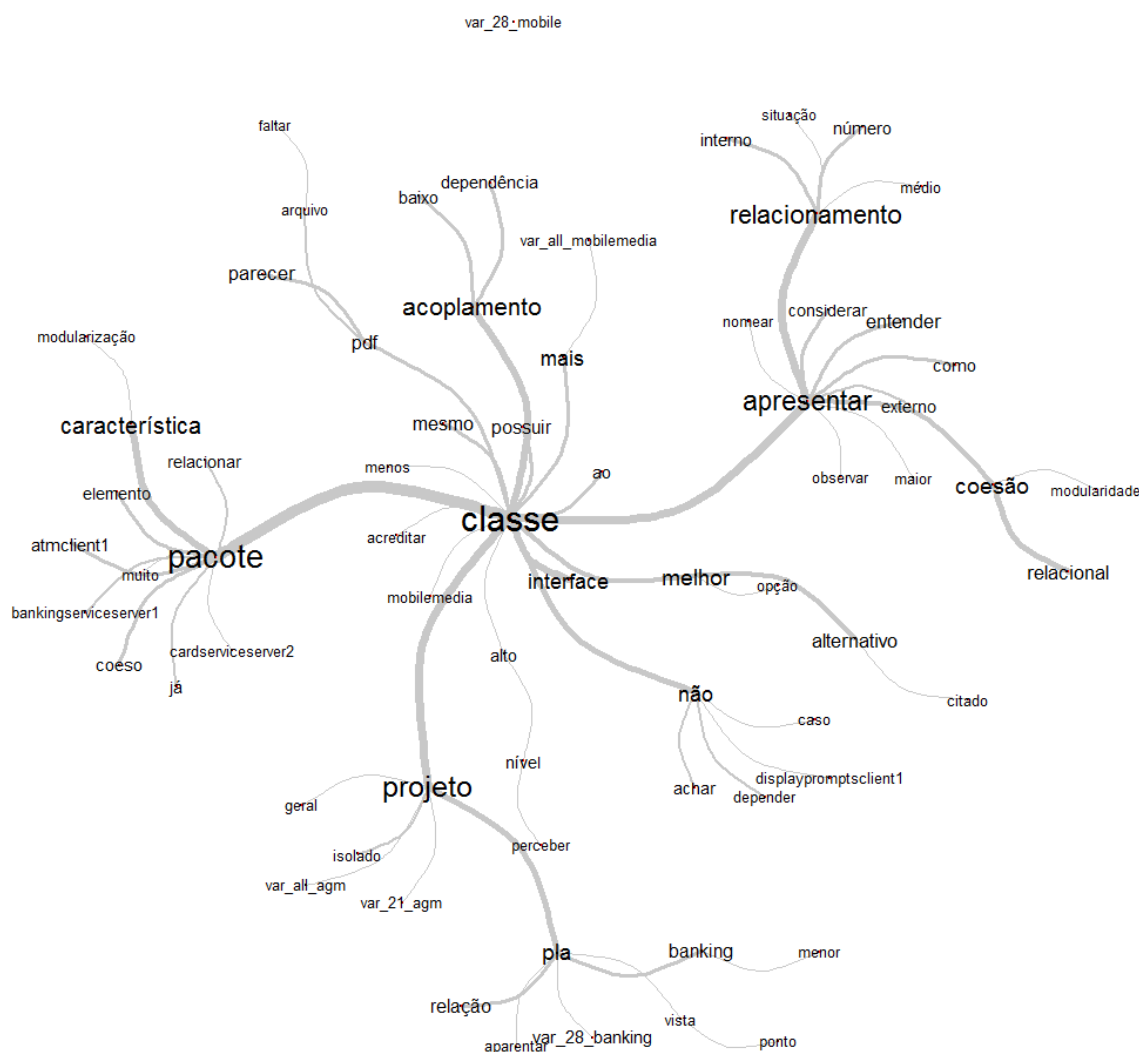 var_28_mobile
situação
faltar
número
interno
dependência
médio
baixo
arquivo
relacionamento
var_all_mobilemedia
parecer
acoplamento
considerar
entender
nomear
modularização
pdf
mais
como
apresentar
externo
característica
mesmo
possuir
relacionar
menos
ao
observar
maior
coesão
modularidade
elemento
classe
acreditar
atmclient1
pacote
muito
interface
melhor
opção
relacional
mobilemedia
bankingserviceserver1
alternativo
cardserviceserver2
alto
coeso
já
não
citado
caso
nível
displaypromptsclient1
projeto
achar
depender
geral
perceber
isolado
var_all_agm
var_21_agm
pla
banking
menor
relação
vista
var_28_banking
ponto
aparentar